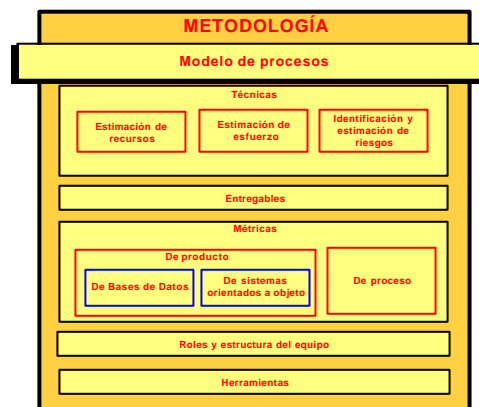 METODOLOGÍA
Modelo de procesos
Técnicas
Estimación de
recursos
Estimación de
esfuerzo
Identificación y
estimación de
riesgos
Entregables
Métricas
De producto
De Bases de Datos
De sistemas
orientados a objeto
De proceso
Roles y estructura del equipo
Herramientas